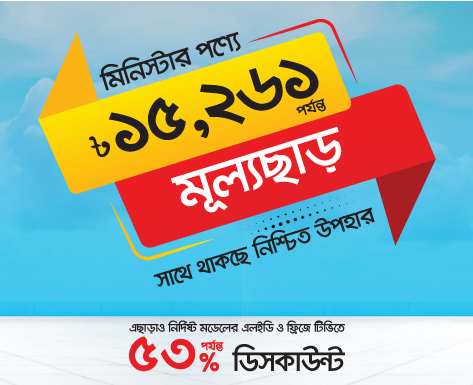 মিনিস্টার পণ্যে
৳১৫,২৬১
পর্যন্ত
মূল্যছাড়
সাথে থাকছে নিশ্চিত উপহার
এছাড়াও নির্দিষ্ট মডেলের এলইডি ও ফ্রিজে টিভিতে
৫৩% পর্যন্ত ডিসকাউন্ট